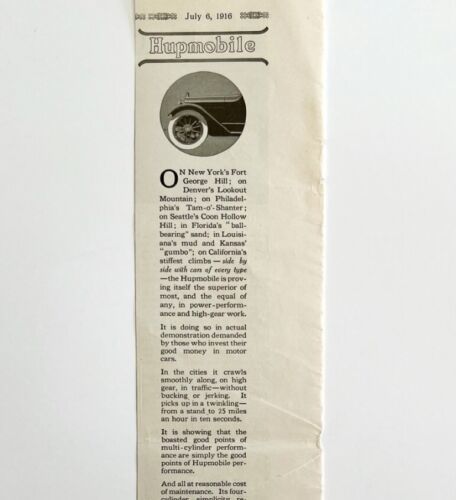 July 6, 1916
Hupmobile
ON New York's Fort
George Hill; on
Denver's Lookout
Mountain; on Philadel-
phia's Tam-o'-Shanter;
on Seattle's Coon Hollow
Hill; in Florida's "ball-
bearing" sand; in Louisi-
ana's mud and Kansas'
"gumbo"; on California's
stiffest climbs—side by
side with cars of every type
—the Hupmobile is prov-
ing itself the superior of
most, and the equal of
any, in power-perform-
ance and high-gear work.
It is doing so in actual
demonstration demanded
by those who invest their
good money in motor
cars.
In the cities it crawls
smoothly along, on high
gear, in traffic—without
bucking or jerking. It
picks up in a twinkling—
from a stand to 25 miles
an hour in ten seconds.
It is showing that the
boasted good points of
multi-cylinder perform-
ance are simply the good
points of Hupmobile per-
formance.
And all at reasonable cost
of maintenance. Its four-
cylinder simplicity re-